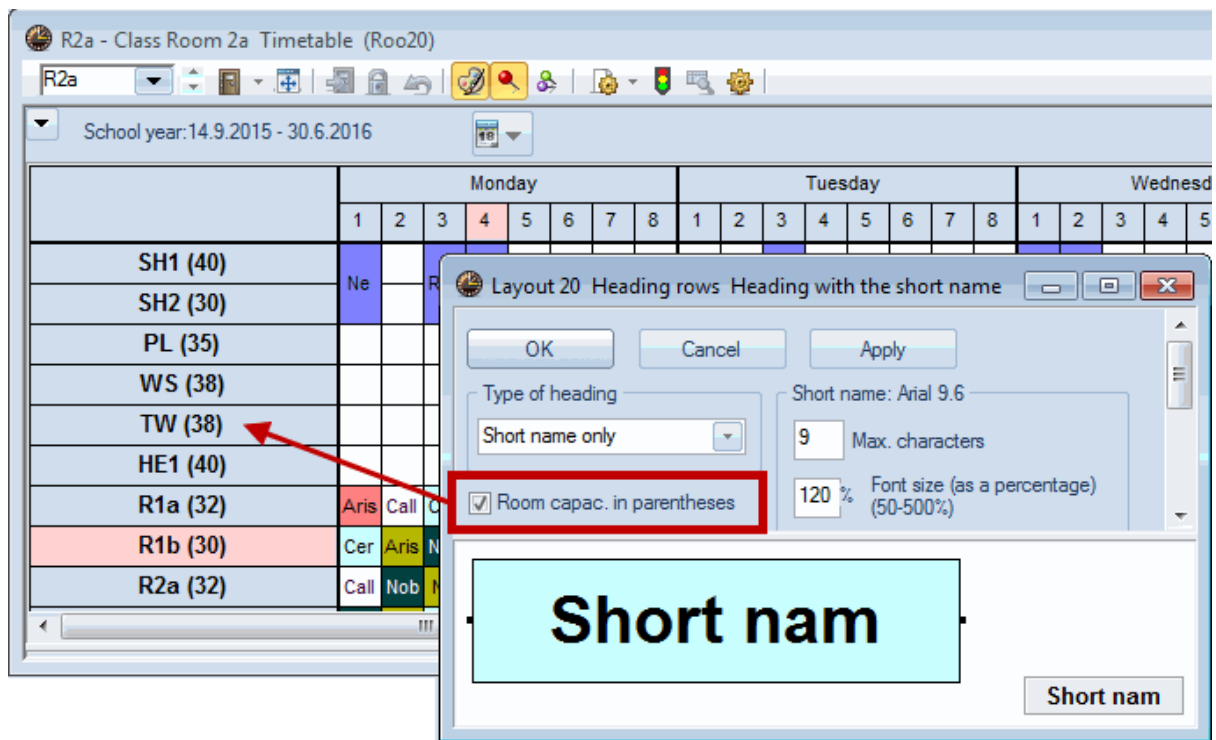 R2a - Class Room 2a Timetable (Roo20)
R2a
School year:14.9.2015 - 30.6.2016
18
Monday Tuesday Wednesd
1 2 3 4 5 6 7 8 1 2 3 4 5 6 7 8 1 2 3 4 5
SH1 (40)
Ne R
SH2 (30)
PL (35)
WS (38)
TW (38)
HE1 (40)
R1a (32) Aris Call C
R1b (30) Cer Aris N
R2a (32) Call Nob N
Layout 20 Heading rows Heading with the short name
OK Cancel Apply
Type of heading
Short name only
Room capac. in parentheses
Short name: Arial 9.6
9 Max. characters
120 % Font size (as a percentage)
(50-500%)
Short nam
Short nam